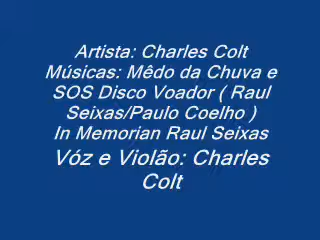 Artista: Charles Colt
Músicas: Mêdo da Chuva e
SOS Disco Voador ( Raul
Seixas/Paulo Coelho )
In Memorian Raul Seixas
Vóz e Violão: Charles
Colt